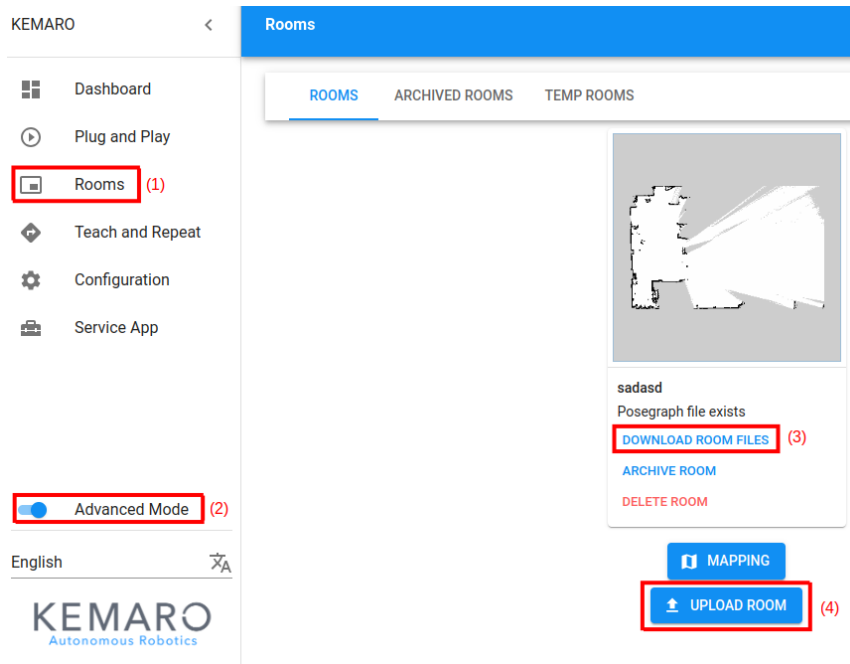 KEMARO
Rooms
Dashboard
Plug and Play
Rooms (1)
Teach and Repeat
Configuration
Service App
Advanced Mode (2)
English
KEMARO
Autonomous Robotics
ROOMS ARCHIVED ROOMS TEMP ROOMS
sadasd
Posegraph file exists
DOWNLOAD ROOM FILES (3)
ARCHIVE ROOM
DELETE ROOM
MAPPING
UPLOAD ROOM (4)